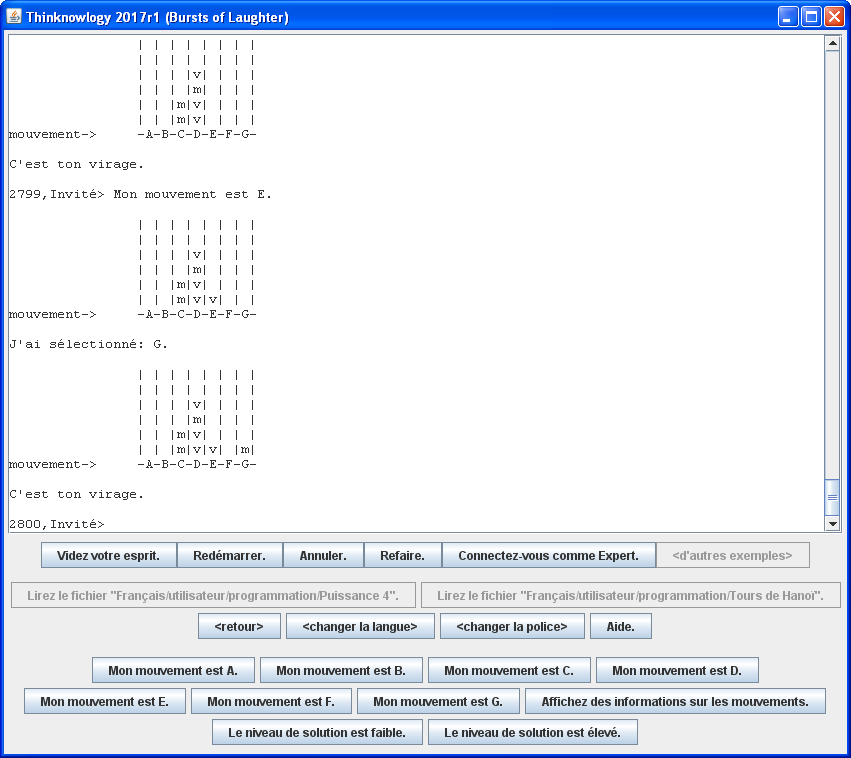 Thinknowlogy 2017r1 (Bursts of Laughter)
| | | | | | | |
| | | | | | | |
| | | |v| | | |
| | | |m| | | |
| | |m|v| | | |
| | |m|v| | | |
mouvement-> -A-B-C-D-E-F-G-
C'est ton virage.
2799,Invité> Mon mouvement est E.
| | | | | | | |
| | | | | | | |
| | | |v| | | |
| | | |m| | | |
| | |m|v| | | |
| | |m|v|v| | |
mouvement-> -A-B-C-D-E-F-G-
J'ai sélectionné: G.
| | | | | | | |
| | | | | | | |
| | | |v| | | |
| | | |m| | | |
| | |m|v| | | |
| | |m|v|v| |m|
mouvement-> -A-B-C-D-E-F-G-
C'est ton virage.
2800,Invité>
Videz votre esprit. Redémarrer. Annuler. Refaire. Connectez-vous comme Expert. <d'autres exemples>
Lirez le fichier "Français/utilisateur/programmation/Puissance 4". Lirez le fichier "Français/utilisateur/programmation/Tours de Hanoï".
<retour> <changer la langue> <changer la police> Aide.
Mon mouvement est A. Mon mouvement est B. Mon mouvement est C. Mon mouvement est D.
Mon mouvement est E. Mon mouvement est F. Mon mouvement est G. Affichez des informations sur les mouvements.
Le niveau de solution est faible. Le niveau de solution est élevé.